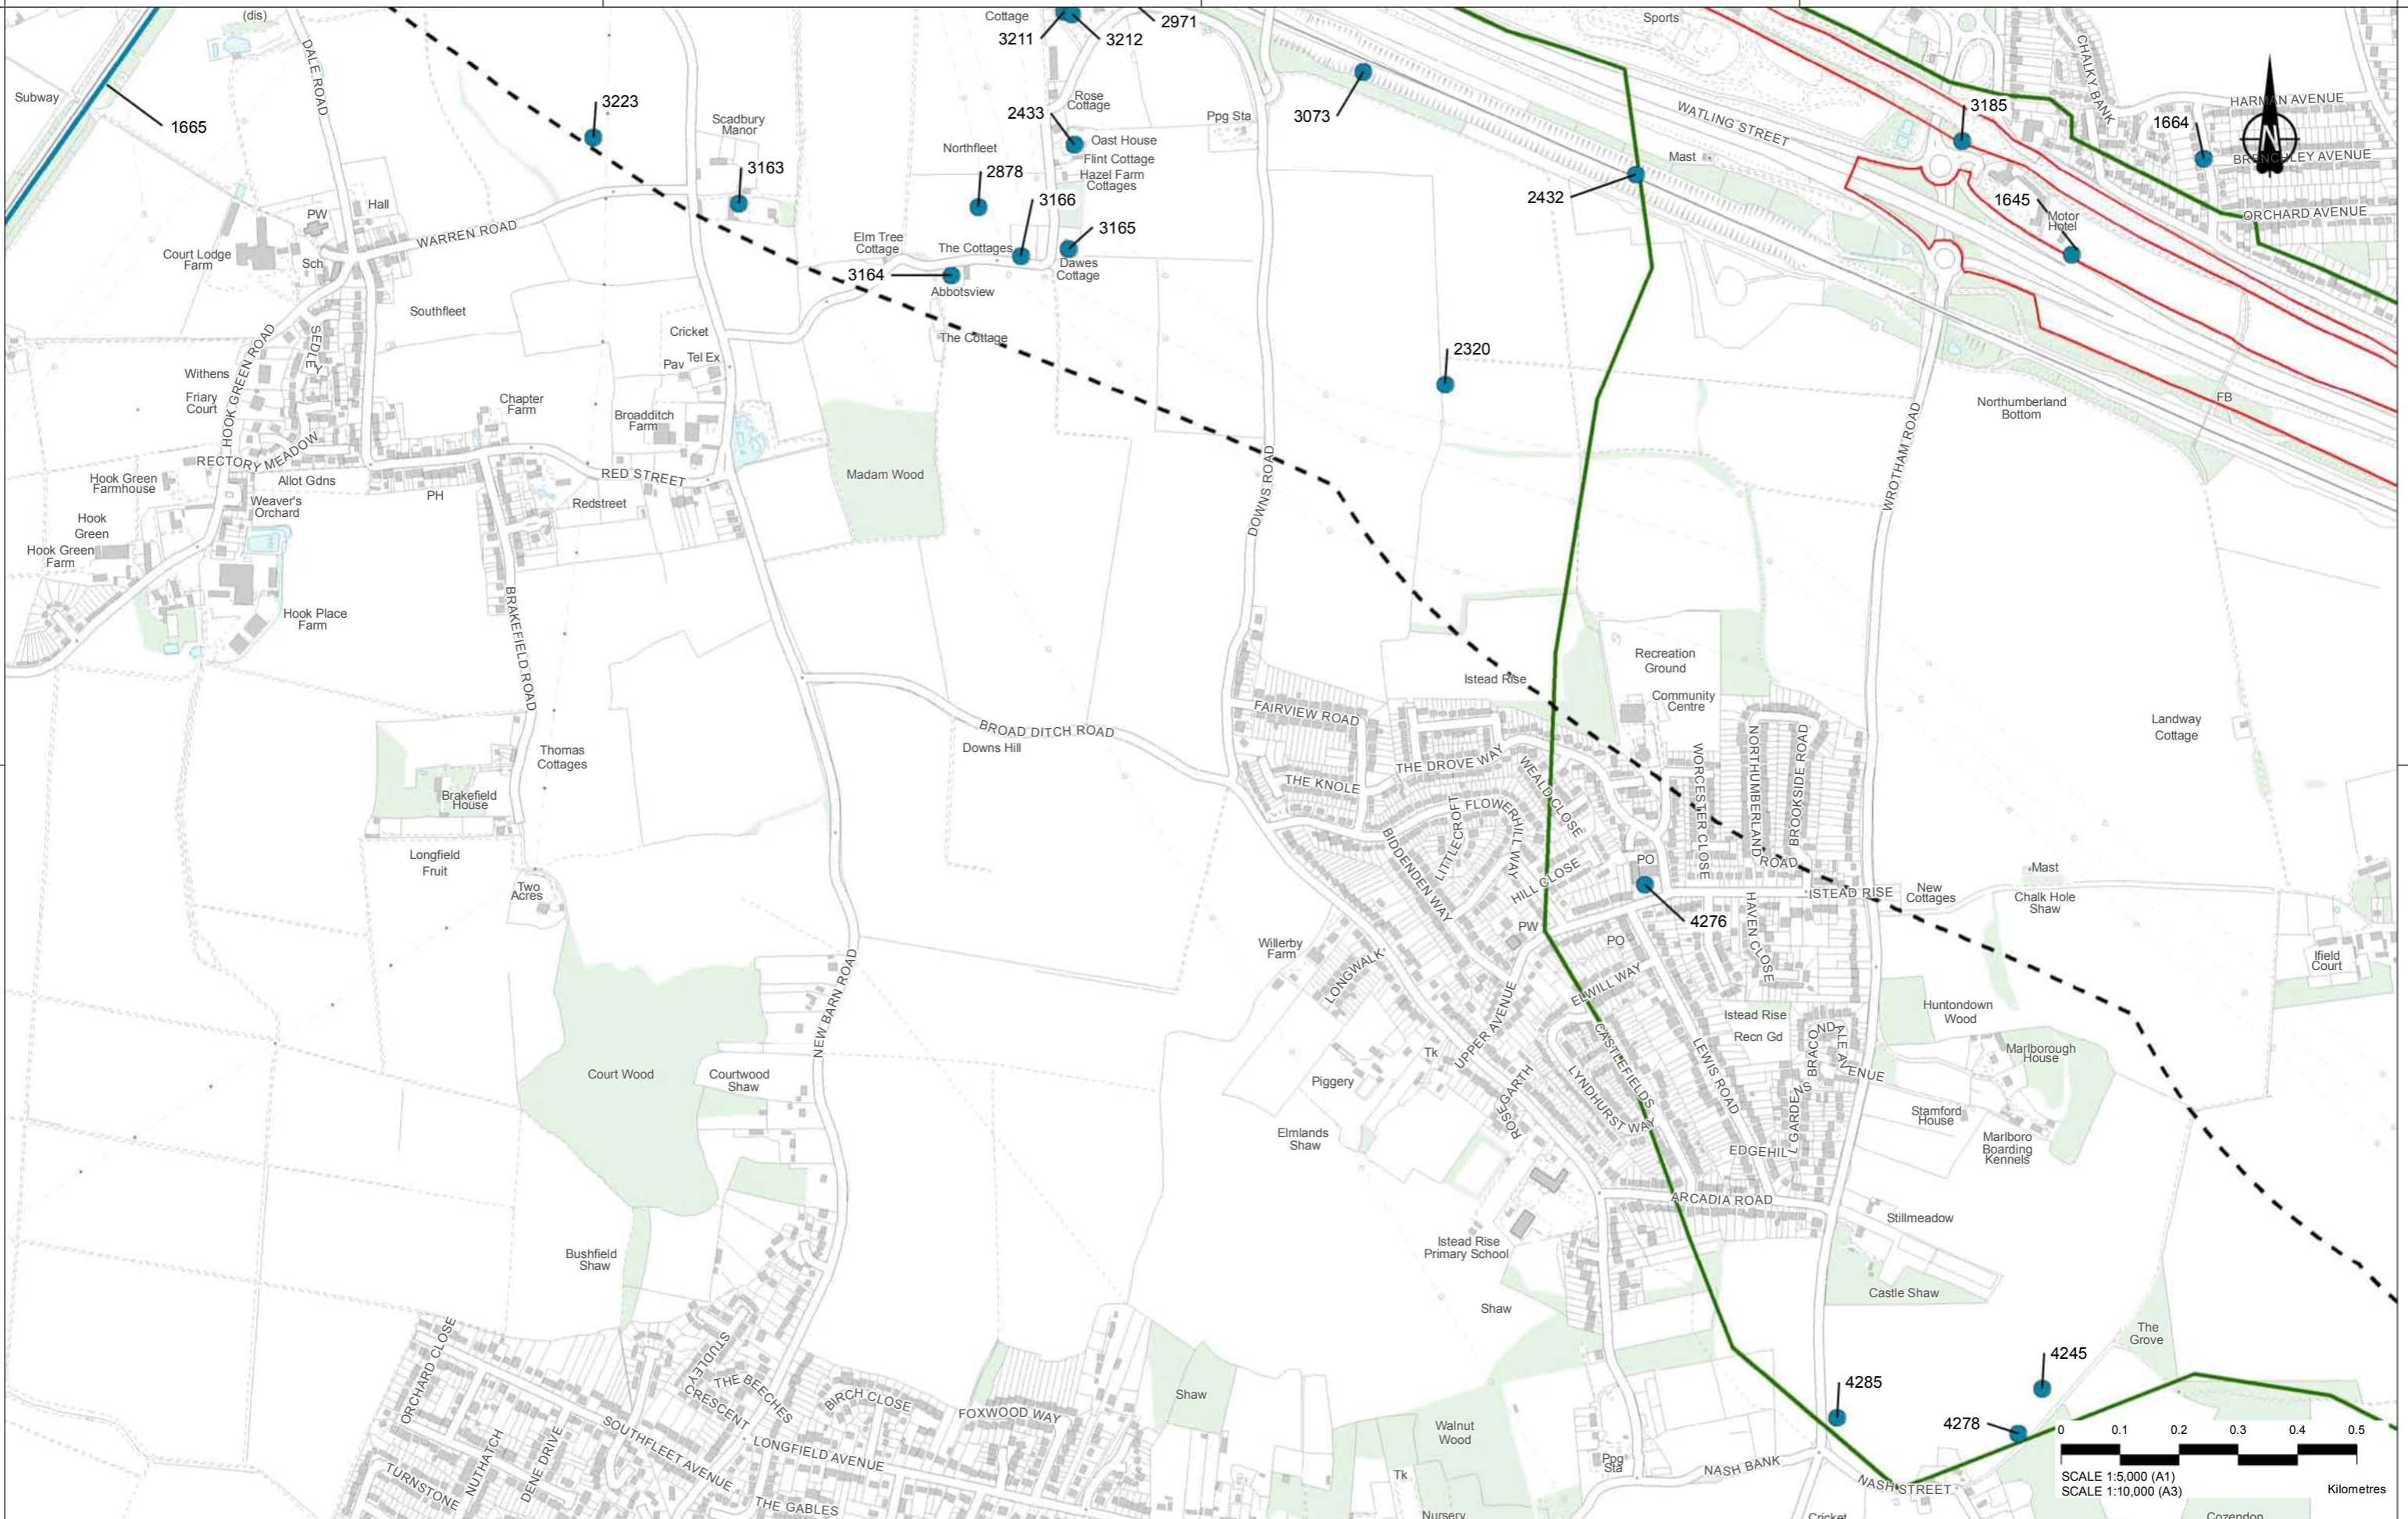 (dis)
Cottage
2971
Sports
3211
3212
DALE ROAD
CHALKY BANK
Subway
1665
3223
Rose
Cottage
2433
Ppg Sta
3073
WATLING STREET
3185
HARMAN AVENUE
1664
N
Scadbury
Manor
Northfleet
Oast House
Flint Cottage
Hazel Farm
Cottages
Mast
BRENCHLEY AVENUE
3163
2878
2432
1645
Motor
Hotel
ORCHARD AVENUE
3166
3165
PW
Hall
WARREN ROAD
Court Lodge
Farm
Sch
Elm Tree
Cottage
The Cottages
Dawes
Cottage
3164
Abbotsview
Southfleet
Cricket
The Cottage
2320
HOOK GREEN ROAD
SEDLEY
Tel Ex
Pav
Withens
Friary
Court
Chapter
Farm
Broadditch
Farm
Northumberland
Bottom
FB
WROTHAM ROAD
RECTORY MEADOW
RED STREET
Madam Wood
DOWNS ROAD
Hook Green
Farmhouse
Allot Gdns
PH
Weaver's
Orchard
Redstreet
Hook
Green
Hook Green
Farm
BRAKEFIELD ROAD
Hook Place
Farm
Recreation
Ground
Istead Rise
Community
Centre
FAIRVIEW ROAD
BROAD DITCH ROAD
Downs Hill
Landway
Cottage
Thomas
Cottages
THE DROVE WAY
WEALD CLOSE
WORCESTER CLOSE
NORTHUMBERLAND
ROAD
BROOKSIDE ROAD
THE KNOLE
Brakefield
House
FLOWERHILL WAY
LITTLECROFT
BIDDENDEN WAY
HILL CLOSE
PO
Longfield
Fruit
Two
Acres
4276
ISTEAD RISE
New
Cottages
Mast
Chalk Hole
Shaw
HAVEN CLOSE
PW
PO
Willerby
Farm
LONGWALK
Ifield
Court
NEW BARN ROAD
ELWILL WAY
UPPER AVENUE
Istead Rise
Recn Gd
Huntondown
Wood
CASTLEFIELDS
LEWIS ROAD
BRACONDALE AVENUE
Marlborough
House
Court Wood
Courtwood
Shaw
Tk
Piggery
ROSEGARTH
LYNDHURST WAY
L GARDENS
Stamford
House
Elmlands
Shaw
Marlboro
Boarding
Kennels
EDGEHILL
ARCADIA ROAD
Stillmeadow
Bushfield
Shaw
Istead Rise
Primary School
Shaw
Castle Shaw
The
Grove
ORCHARD CLOSE
STUDLEY
CRESCENT
THE BEECHES
BIRCH CLOSE
FOXWOOD WAY
Shaw
4245
4285
4278
Walnut
Wood
SOUTHFLEET AVENUE
LONGFIELD AVENUE
NUTHATCH
DENE DRIVE
TURNSTONE
THE GABLES
Ppg
Sta
NASH BANK
NASH STREET
Tk
Nursery
Cricket
Cozendon
0 0.1 0.2 0.3 0.4 0.5
SCALE 1:5,000 (A1)
SCALE 1:10,000 (A3)
Kilometres